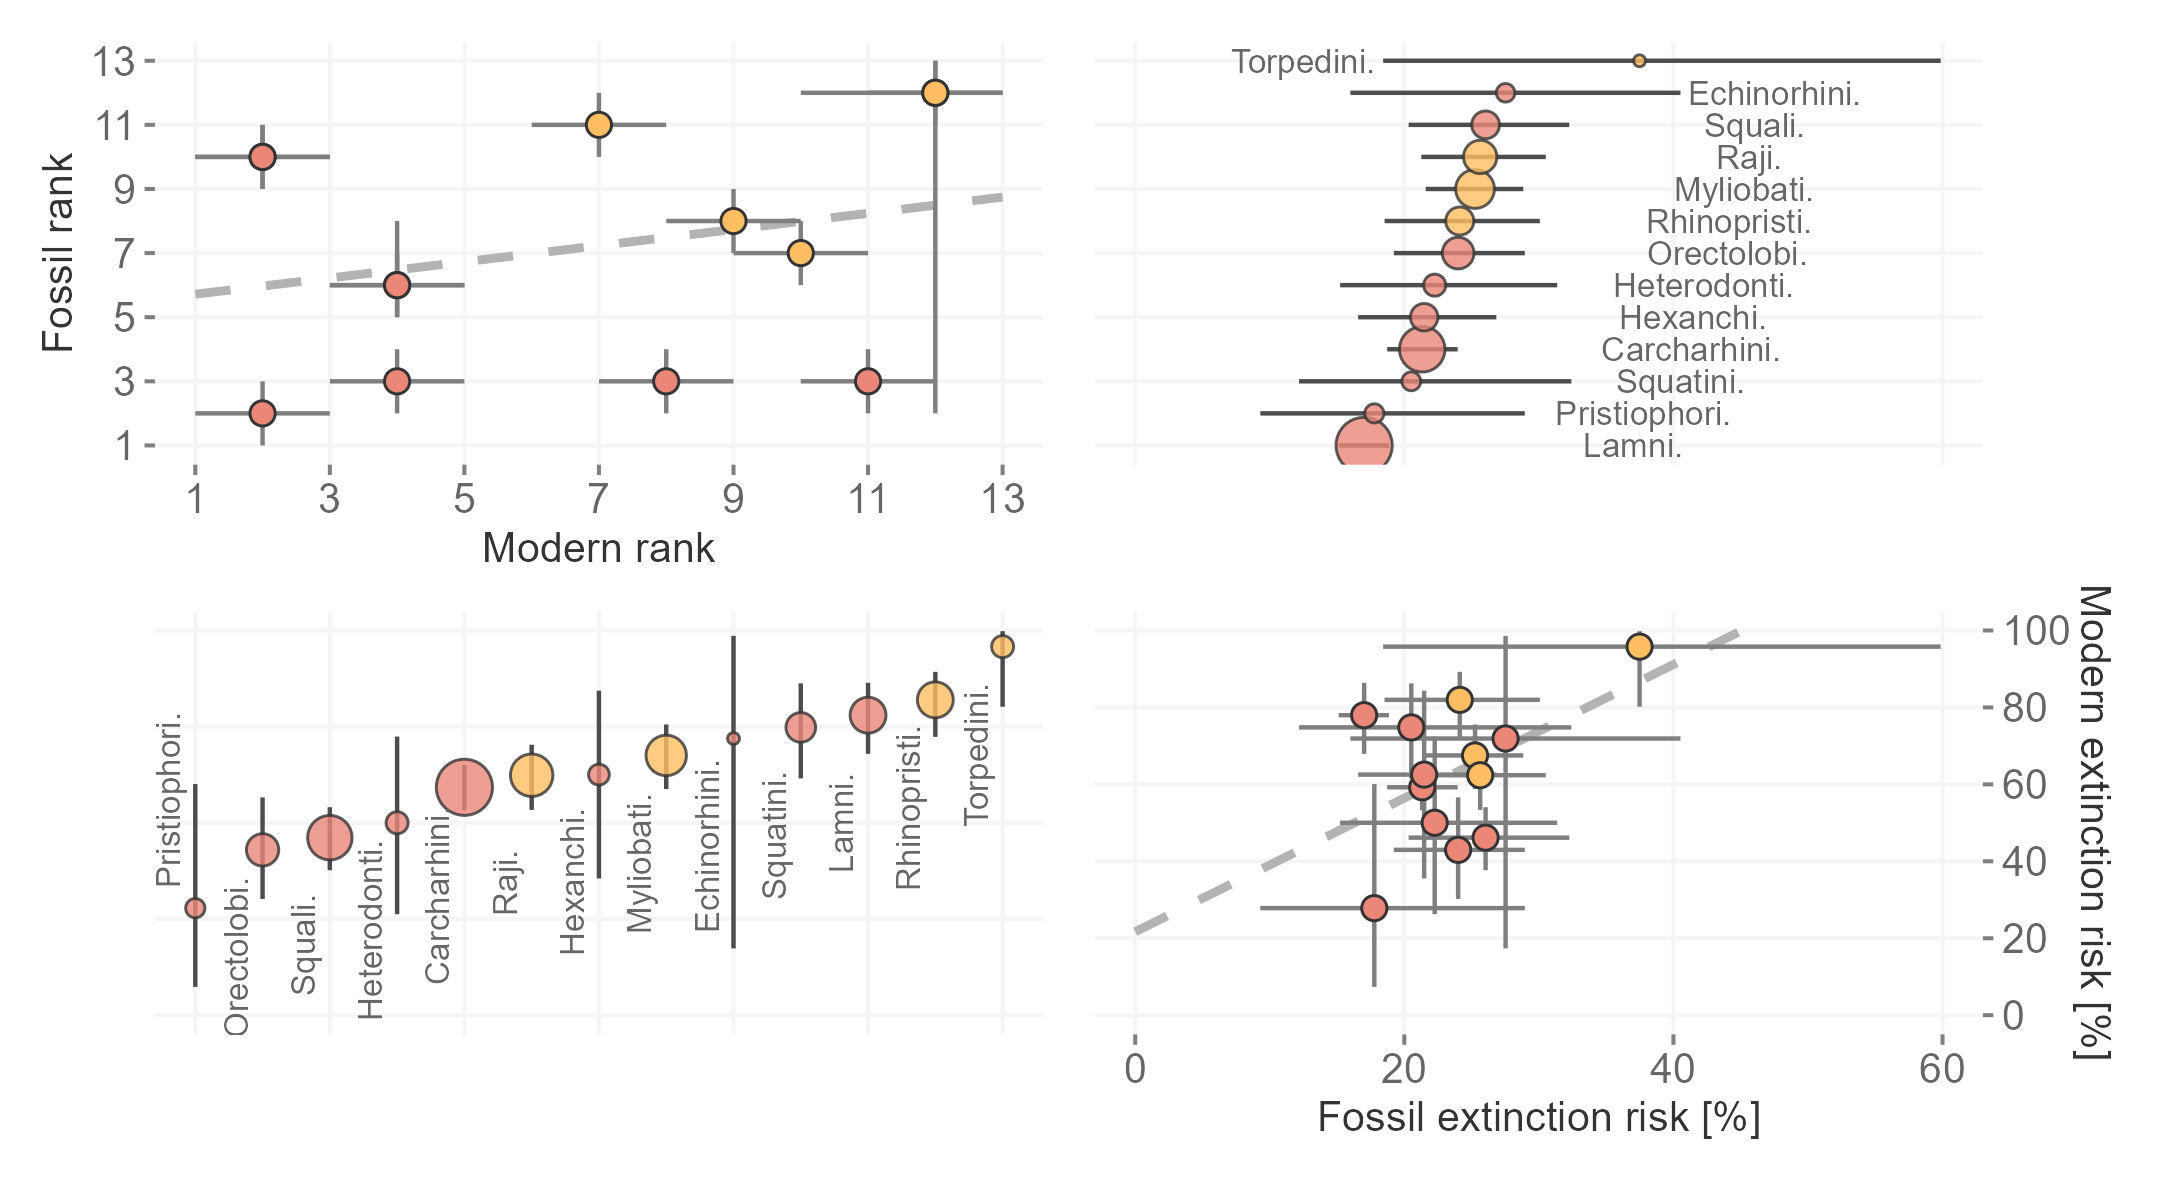 13
11
9
7
5
3
1
Fossil rank
1 3 5 7 9 11 13
Modern rank
Torpedini.
Echinorhini.
Squali.
Raji.
Myliobati.
Rhinopristi.
Orectolobi.
Heterodonti.
Hexanchi.
Carcharhini.
Squatini.
Pristiophori.
Lamni.
Pristiophori.
Orectolobi.
Squali.
Heterodonti.
Carcharhini.
Raji.
Hexanchi.
Myliobati.
Echinorhini.
Squatini.
Lamni.
Rhinopristi.
Torpedini.
100
80
60
40
20
0
Modern extinction risk [%]
0 20 40 60
Fossil extinction risk [%]